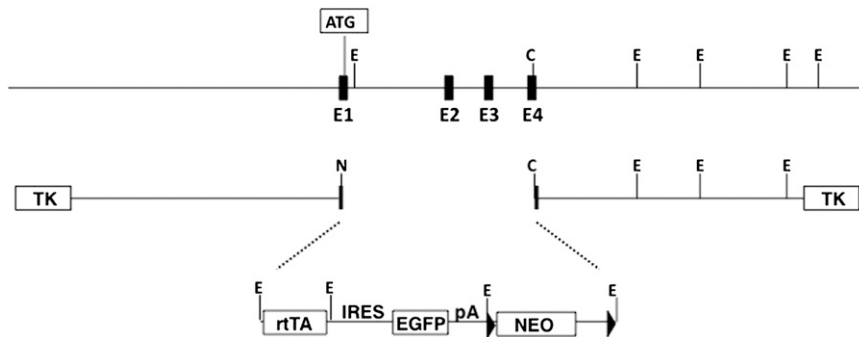 ATG
E C E E E E
E1 E2 E3 E4
N C E E E
TK TK
E E E E
rtTA IRES EGFP pA NEO